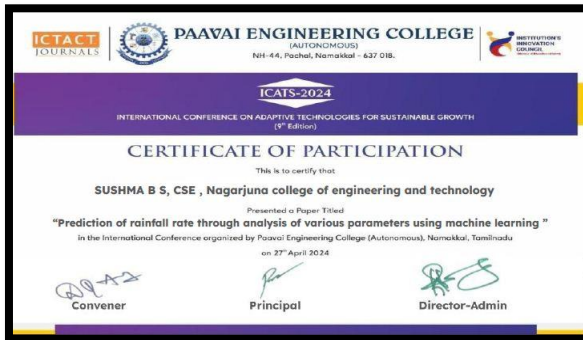 ICTACT
JOURNALS
PAAVAI ENGINEERING COLLEGE
(AUTONOMOUS)
NH-44, Pachal, Namakkal - 637 018.
INSTITUTION'S
INNOVATION
COUNCIL
ICATS-2024
INTERNATIONAL CONFERENCE ON ADAPTIVE TECHNOLOGIES FOR SUSTAINABLE GROWTH
(9th Edition)
CERTIFICATE OF PARTICIPATION
This is to certify that
SUSHMA B S, CSE , Nagarjuna college of engineering and technology
Presented a Paper Titled
"Prediction of rainfall rate through analysis of various parameters using machine learning "
in the International Conference organized by Paavai Engineering College (Autonomous), Namakkal, Tamilnadu
on 27th April 2024
Convener
Principal
Director-Admin